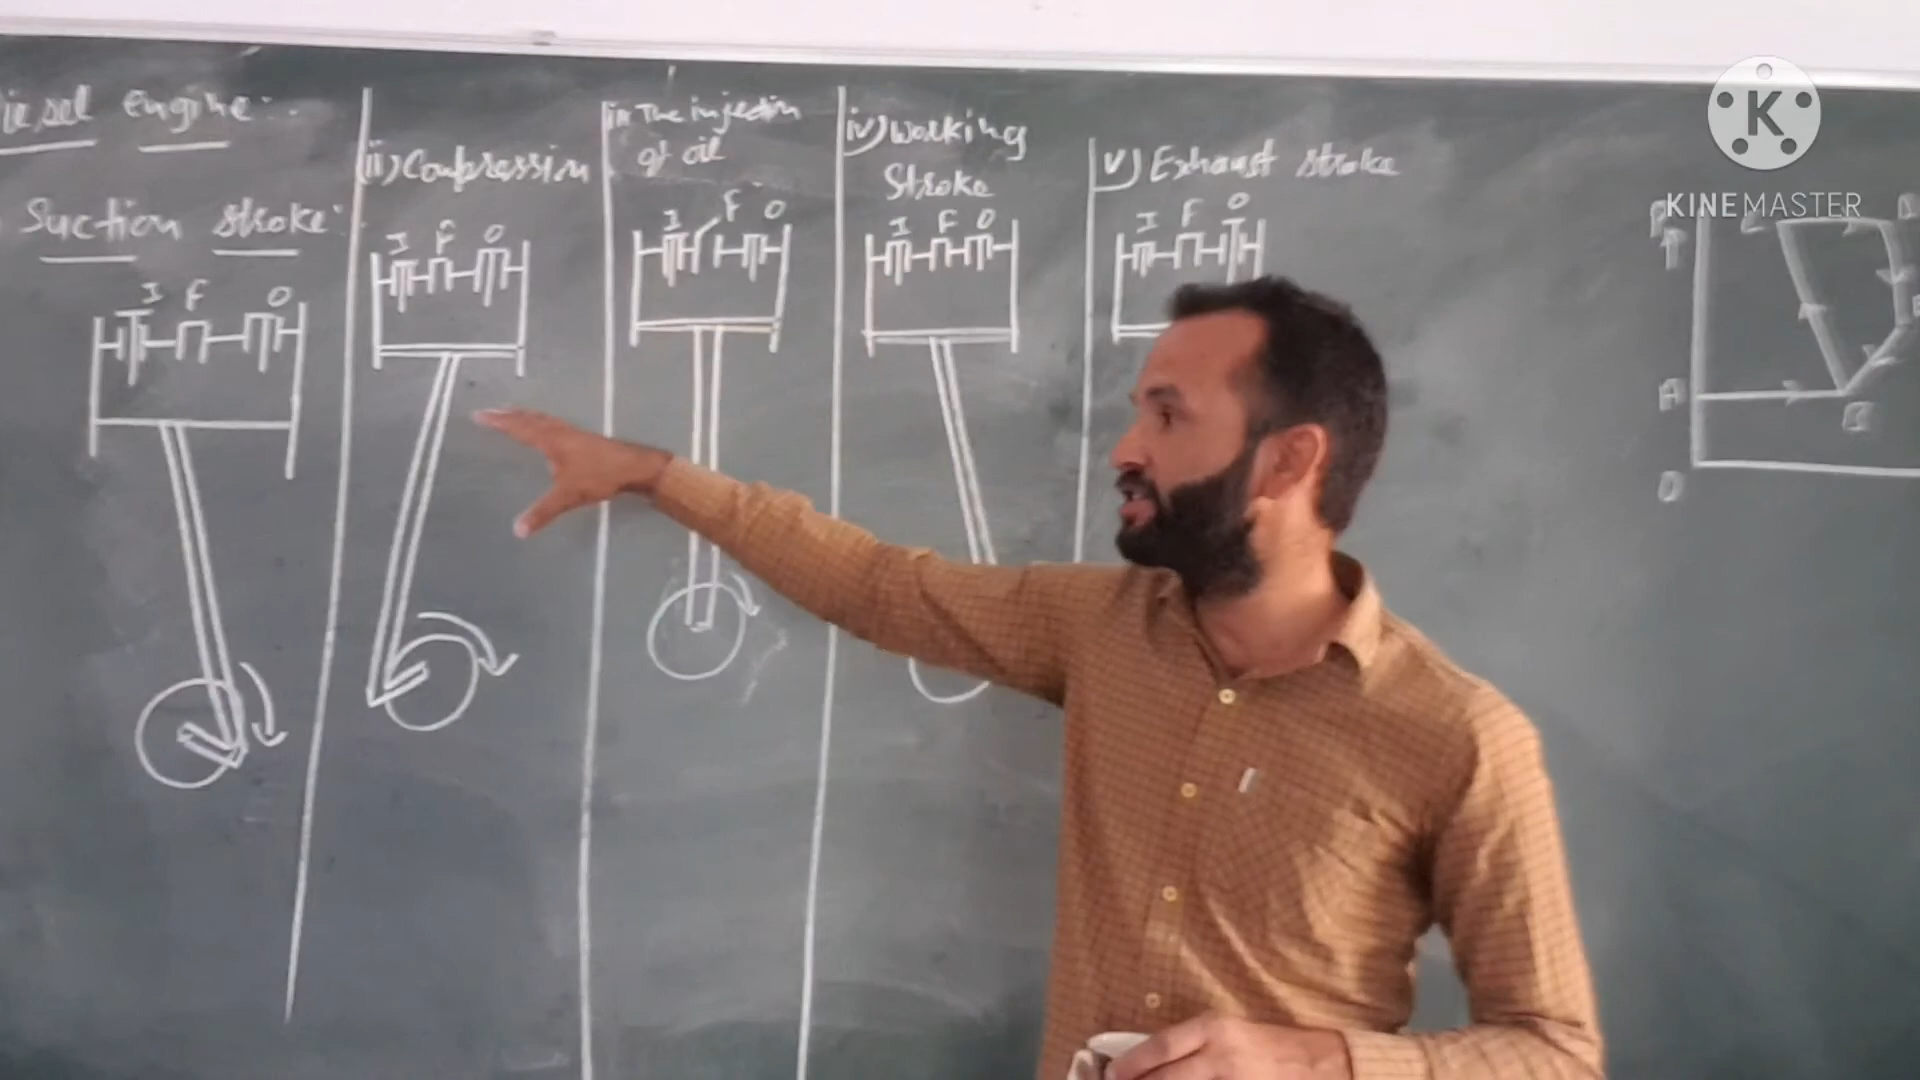 iesel engine:-
Suction stroke:-
I F O
ii) Compression
I F O
iii The injection
of oil
I F O
iv) Working
Stroke
I F O
v) Exhaust stroke
I F O
P
C
A
B
O
K
KINEMASTER